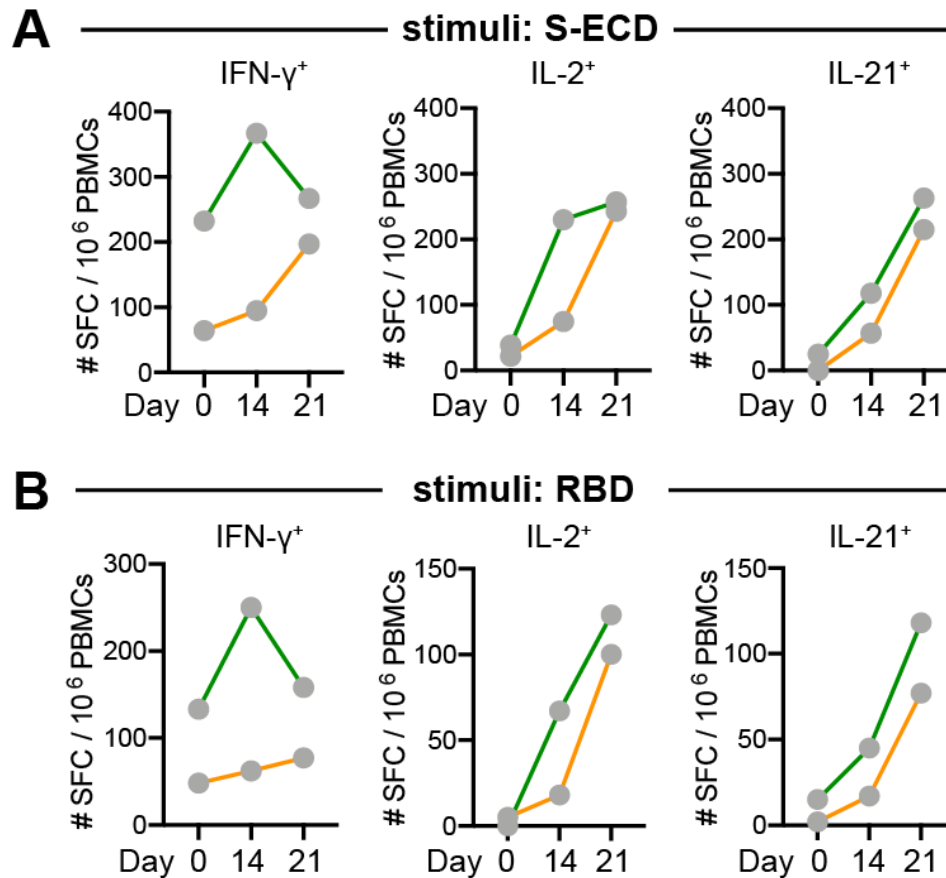 A stimuli: S-ECD
IFN-γ⁺ IL-2⁺ IL-21⁺
# SFC / 10⁶ PBMCs
400
300
200
100
0
Day 0 14 21
# SFC / 10⁶ PBMCs
400
300
200
100
0
Day 0 14 21
# SFC / 10⁶ PBMCs
400
300
200
100
0
Day 0 14 21
B stimuli: RBD
IFN-γ⁺ IL-2⁺ IL-21⁺
# SFC / 10⁶ PBMCs
300
200
100
0
Day 0 14 21
# SFC / 10⁶ PBMCs
150
100
50
0
Day 0 14 21
# SFC / 10⁶ PBMCs
150
100
50
0
Day 0 14 21